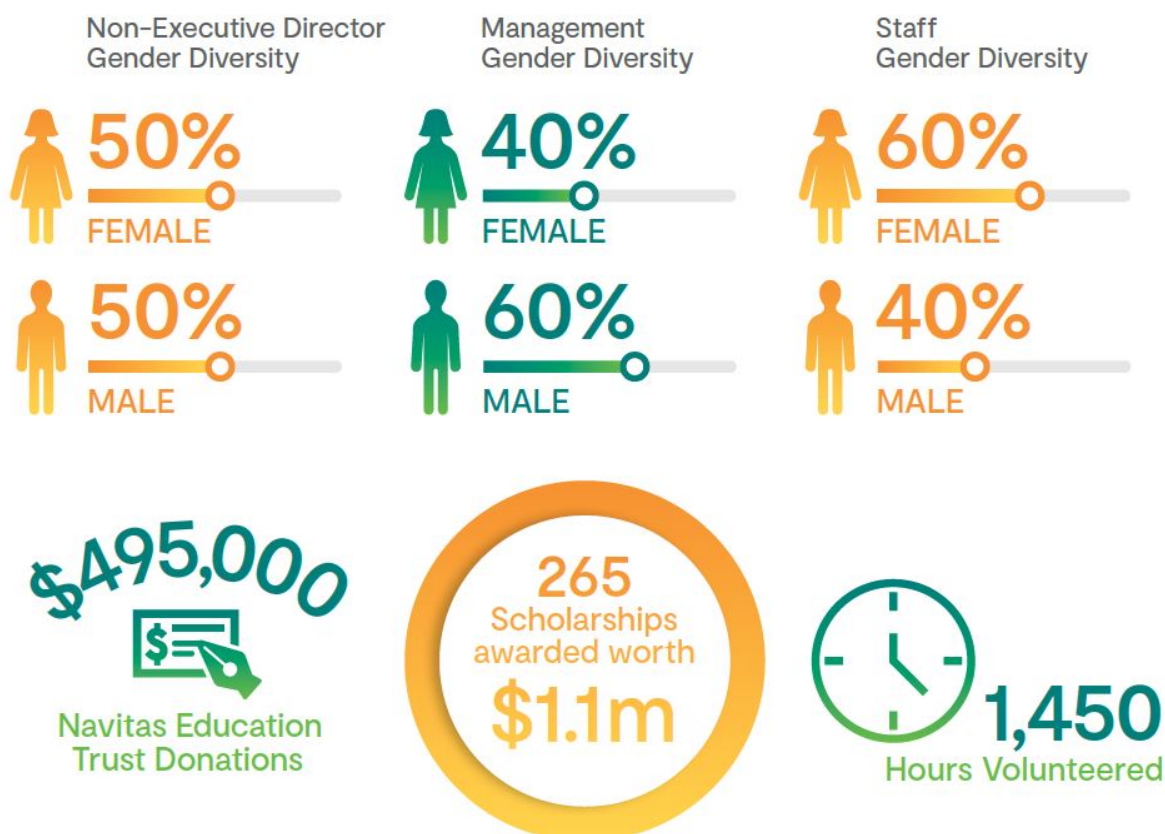 Non-Executive Director
Gender Diversity
50%
FEMALE
50%
MALE
Management
Gender Diversity
40%
FEMALE
60%
MALE
Staff
Gender Diversity
60%
FEMALE
40%
MALE
$495,000
$
Navitas Education
Trust Donations
265
Scholarships
awarded worth
$1.1m
1,450
Hours Volunteered